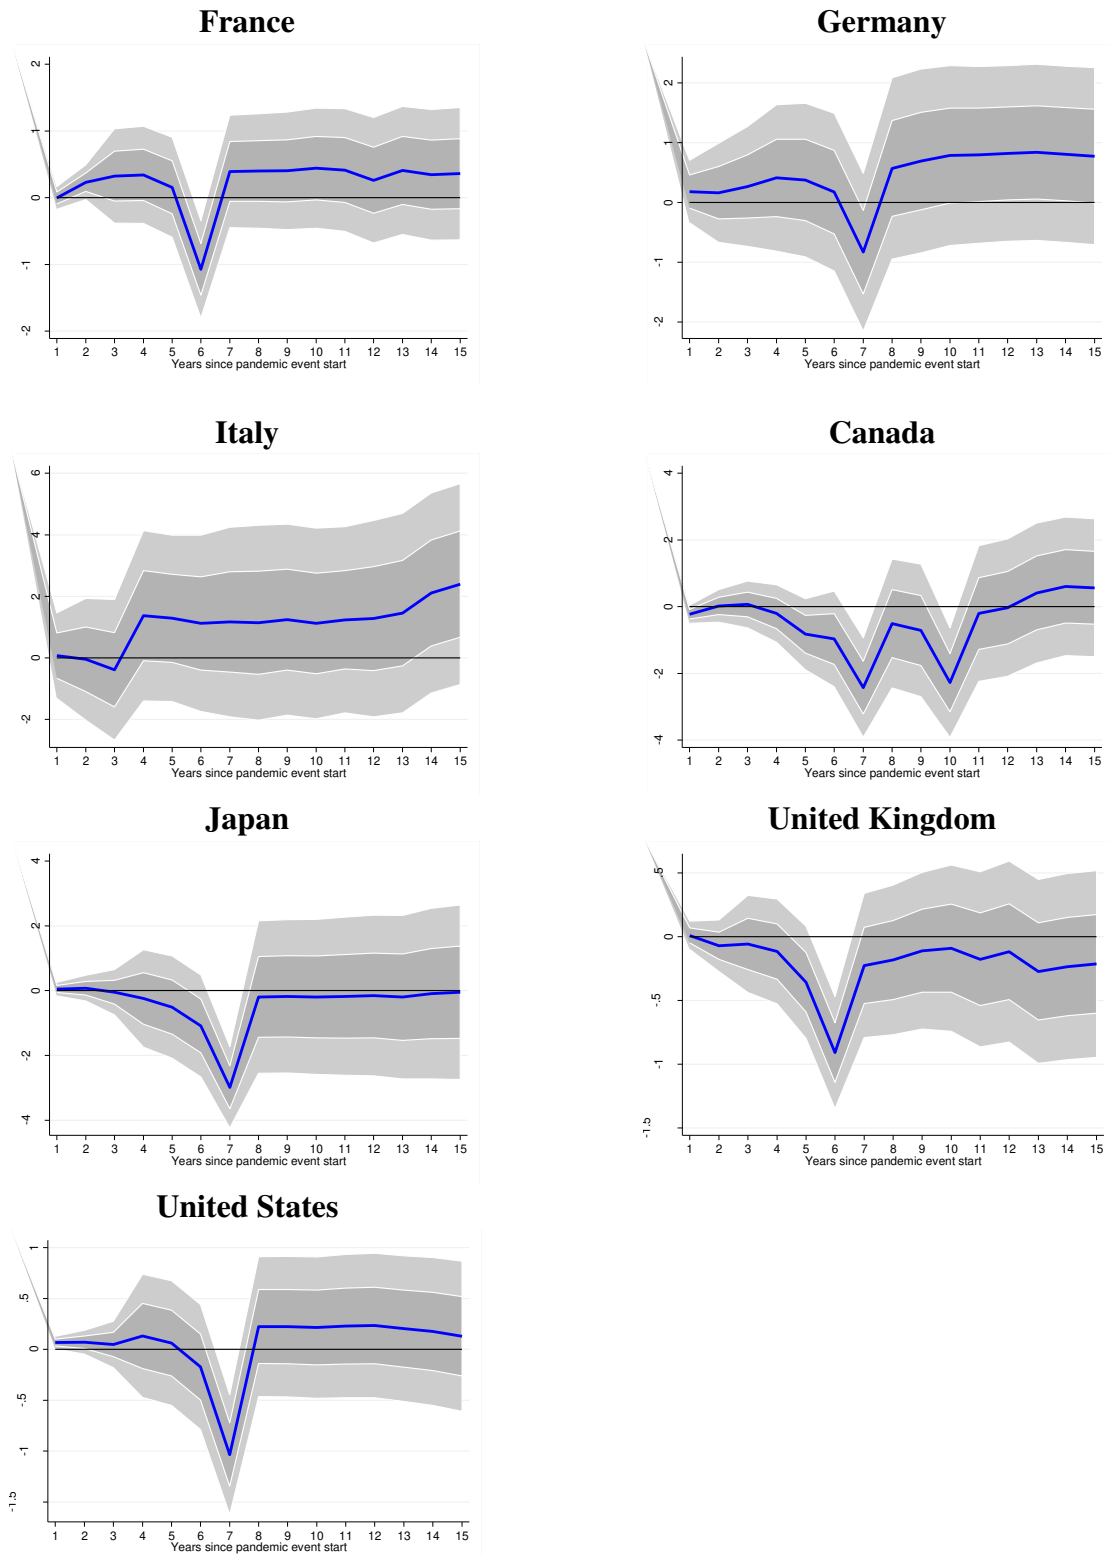 France
Germany
2
1
0
-1
-2
1 2 3 4 5 6 7 8 9 10 11 12 13 14 15
Years since pandemic event start
2
1
0
-1
-2
1 2 3 4 5 6 7 8 9 10 11 12 13 14 15
Years since pandemic event start
Italy
Canada
6
4
2
0
-2
1 2 3 4 5 6 7 8 9 10 11 12 13 14 15
Years since pandemic event start
4
2
0
-2
-4
1 2 3 4 5 6 7 8 9 10 11 12 13 14 15
Years since pandemic event start
Japan
United Kingdom
4
2
0
-2
-4
1 2 3 4 5 6 7 8 9 10 11 12 13 14 15
Years since pandemic event start
.5
0
-.5
-1
-1.5
1 2 3 4 5 6 7 8 9 10 11 12 13 14 15
Years since pandemic event start
United States
1
.5
0
-.5
-1
-1.5
1 2 3 4 5 6 7 8 9 10 11 12 13 14 15
Years since pandemic event start